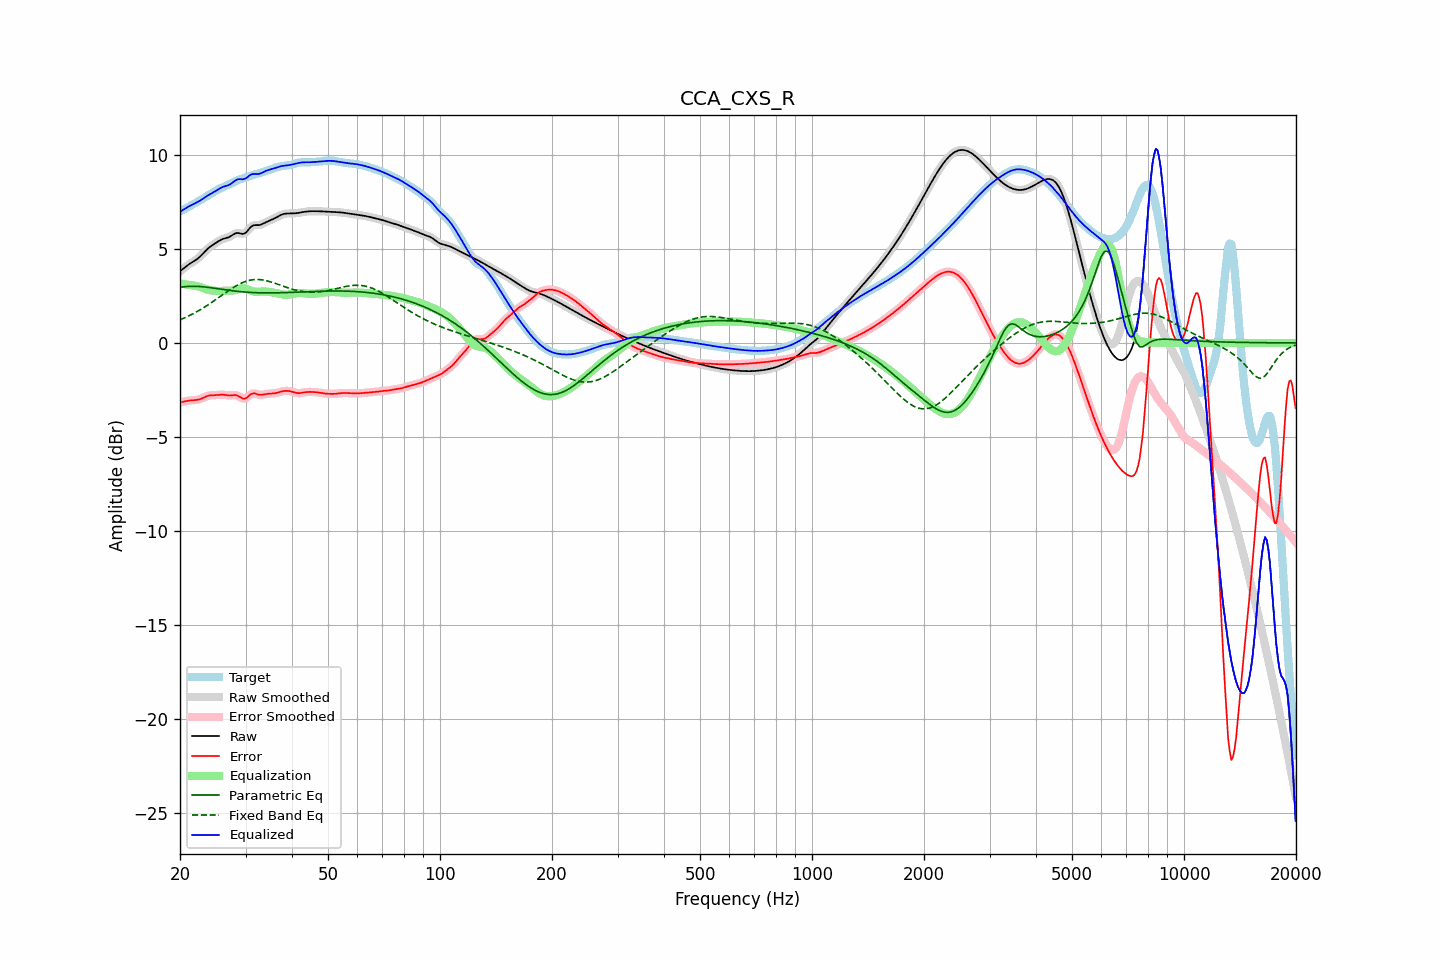 CCA_CXS_R
Amplitude (dBr)
10
5
0
−5
−10
−15
−20
−25
Target
Raw Smoothed
Error Smoothed
Raw
Error
Equalization
Parametric Eq
Fixed Band Eq
Equalized
20 50 100 200 500 1000 2000 5000 10000 20000
Frequency (Hz)